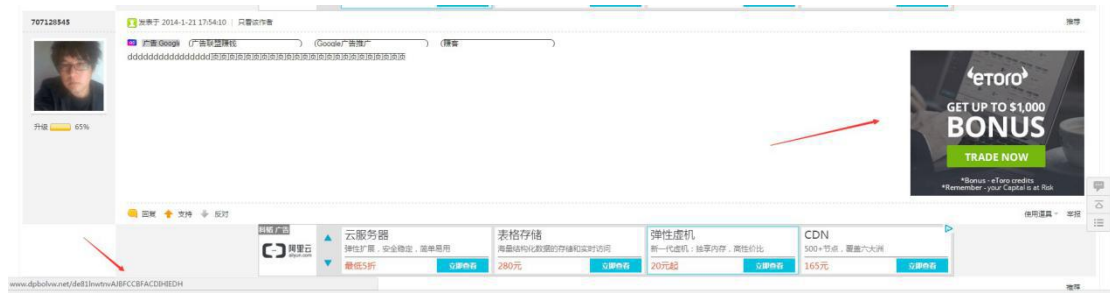 707128545
发表于 2014-1-21 17:54:10 | 只看该作者
推荐
广告 Googl (广告联盟赚钱 ) (Google广告推广 ) (赚客 )
升级 65%
eToro
GET UP TO $1,000
BONUS
TRADE NOW
*Bonus - eToro credits
*Remember - your Capital is at Risk
回复 支持 反对
使用道具 举报
阿里云
aliyun.com
云服务器
弹性扩展，安全稳定，简单易用
最低5折 立即查看
表格存储
海量结构化数据的存储和实时访问
280元 立即查看
弹性虚机
新一代虚机：独享内存，高性价比
20元起 立即查看
CDN
500+节点，覆盖六大洲
165元 立即查看
推荐